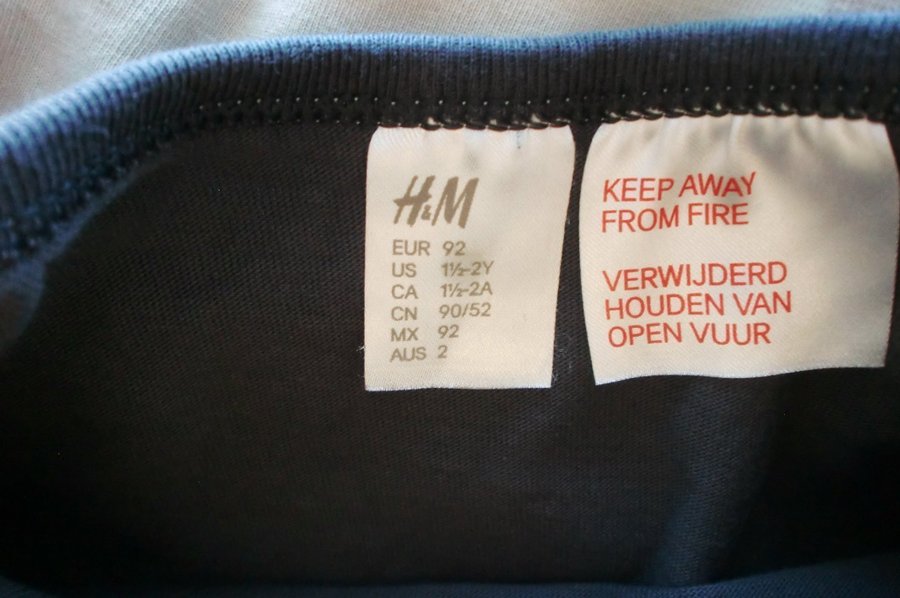 H&M
EUR 92
US 1½-2Y
CA 1½-2A
CN 90/52
MX 92
AUS 2
KEEP AWAY
FROM FIRE
VERWIJDERD
HOUDEN VAN
OPEN VUUR